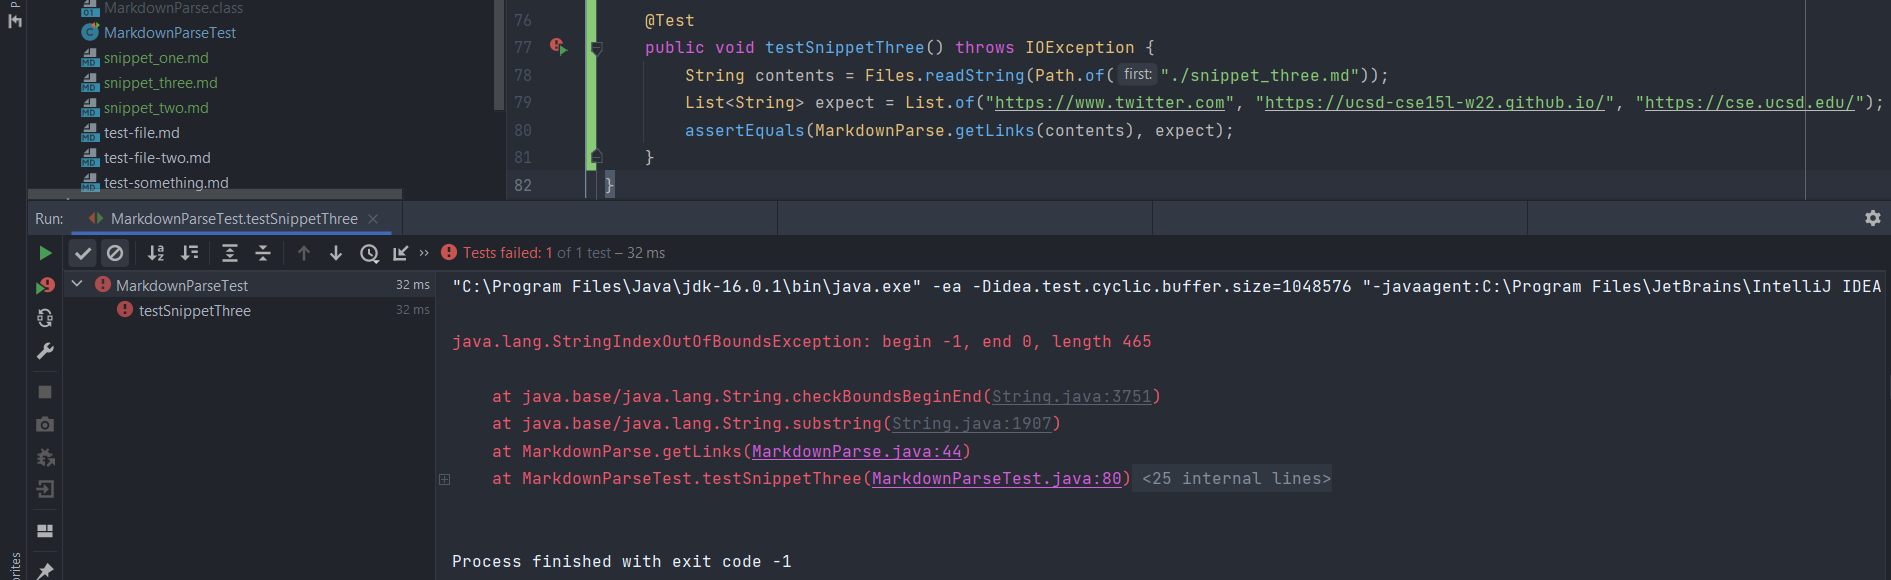 P
MarkdownParse.class
MarkdownParseTest
snippet_one.md
snippet_three.md
snippet_two.md
test-file.md
test-file-two.md
test-something.md
76 @Test
77 public void testSnippetThree() throws IOException {
78 String contents = Files.readString(Path.of( first: "./snippet_three.md"));
79 List<String> expect = List.of("https://www.twitter.com", "https://ucsd-cse15l-w22.github.io/", "https://cse.ucsd.edu/");
80 assertEquals(MarkdownParse.getLinks(contents), expect);
81 }
82 }
Run: MarkdownParseTest.testSnippetThree
Tests failed: 1 of 1 test – 32 ms
MarkdownParseTest 32 ms
testSnippetThree 32 ms
"C:\Program Files\Java\jdk-16.0.1\bin\java.exe" -ea -Didea.test.cyclic.buffer.size=1048576 "-javaagent:C:\Program Files\JetBrains\IntelliJ IDEA
java.lang.StringIndexOutOfBoundsException: begin -1, end 0, length 465
at java.base/java.lang.String.checkBoundsBeginEnd(String.java:3751)
at java.base/java.lang.String.substring(String.java:1907)
at MarkdownParse.getLinks(MarkdownParse.java:44)
at MarkdownParseTest.testSnippetThree(MarkdownParseTest.java:80) <25 internal lines>
Process finished with exit code -1
orites